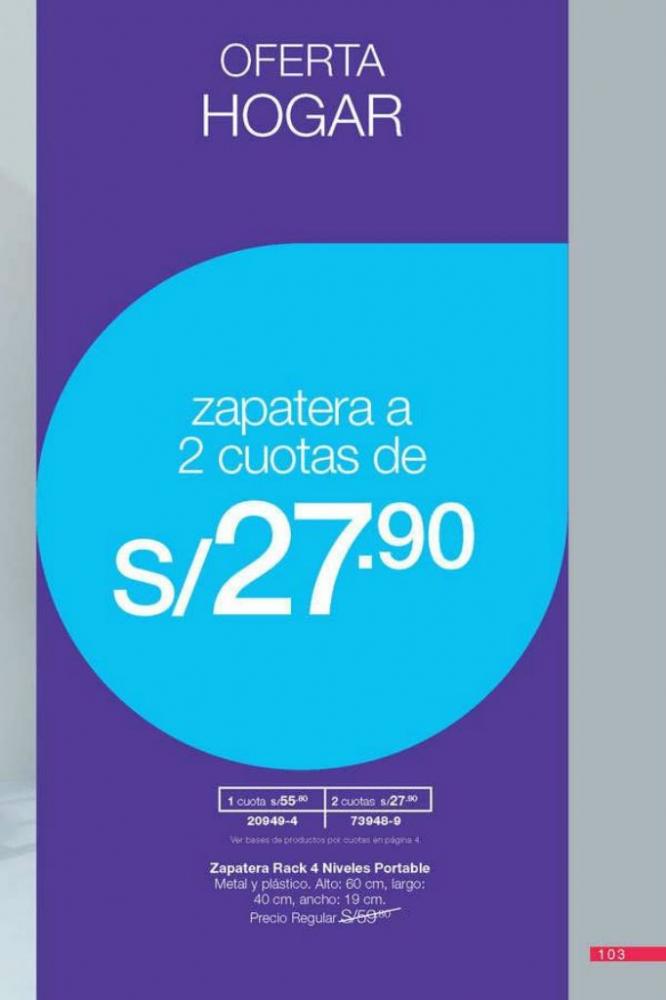 OFERTA
HOGAR
zapatera a
2 cuotas de
S/27.90
1 cuota s/55.80 2 cuotas s/27.90
20949-4 73948-9
Ver bases de productos por cuotas en página 4.
Zapatera Rack 4 Niveles Portable
Metal y plástico. Alto: 60 cm, largo:
40 cm, ancho: 19 cm.
Precio Regular S/59.80
103